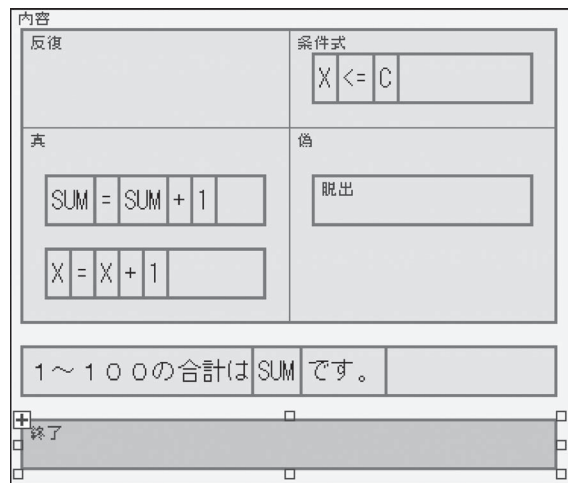 内容
反復
条件式
X <= C
真
偽
SUM = SUM + 1
脱出
X = X + 1
1～100の合計は SUM です。
終了